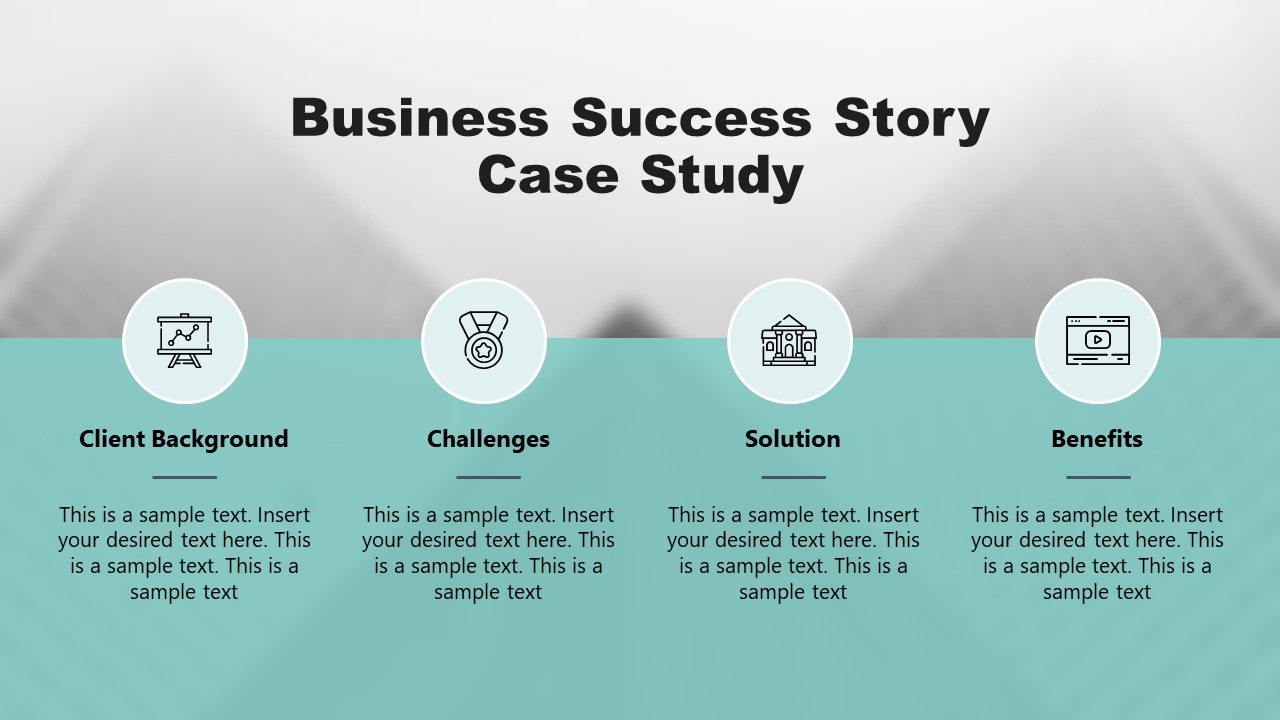 Business Success Story
Case Study
Client Background
This is a sample text. Insert
your desired text here. This
is a sample text. This is a
sample text
Challenges
This is a sample text. Insert
your desired text here. This
is a sample text. This is a
sample text
Solution
This is a sample text. Insert
your desired text here. This
is a sample text. This is a
sample text
Benefits
This is a sample text. Insert
your desired text here. This
is a sample text. This is a
sample text